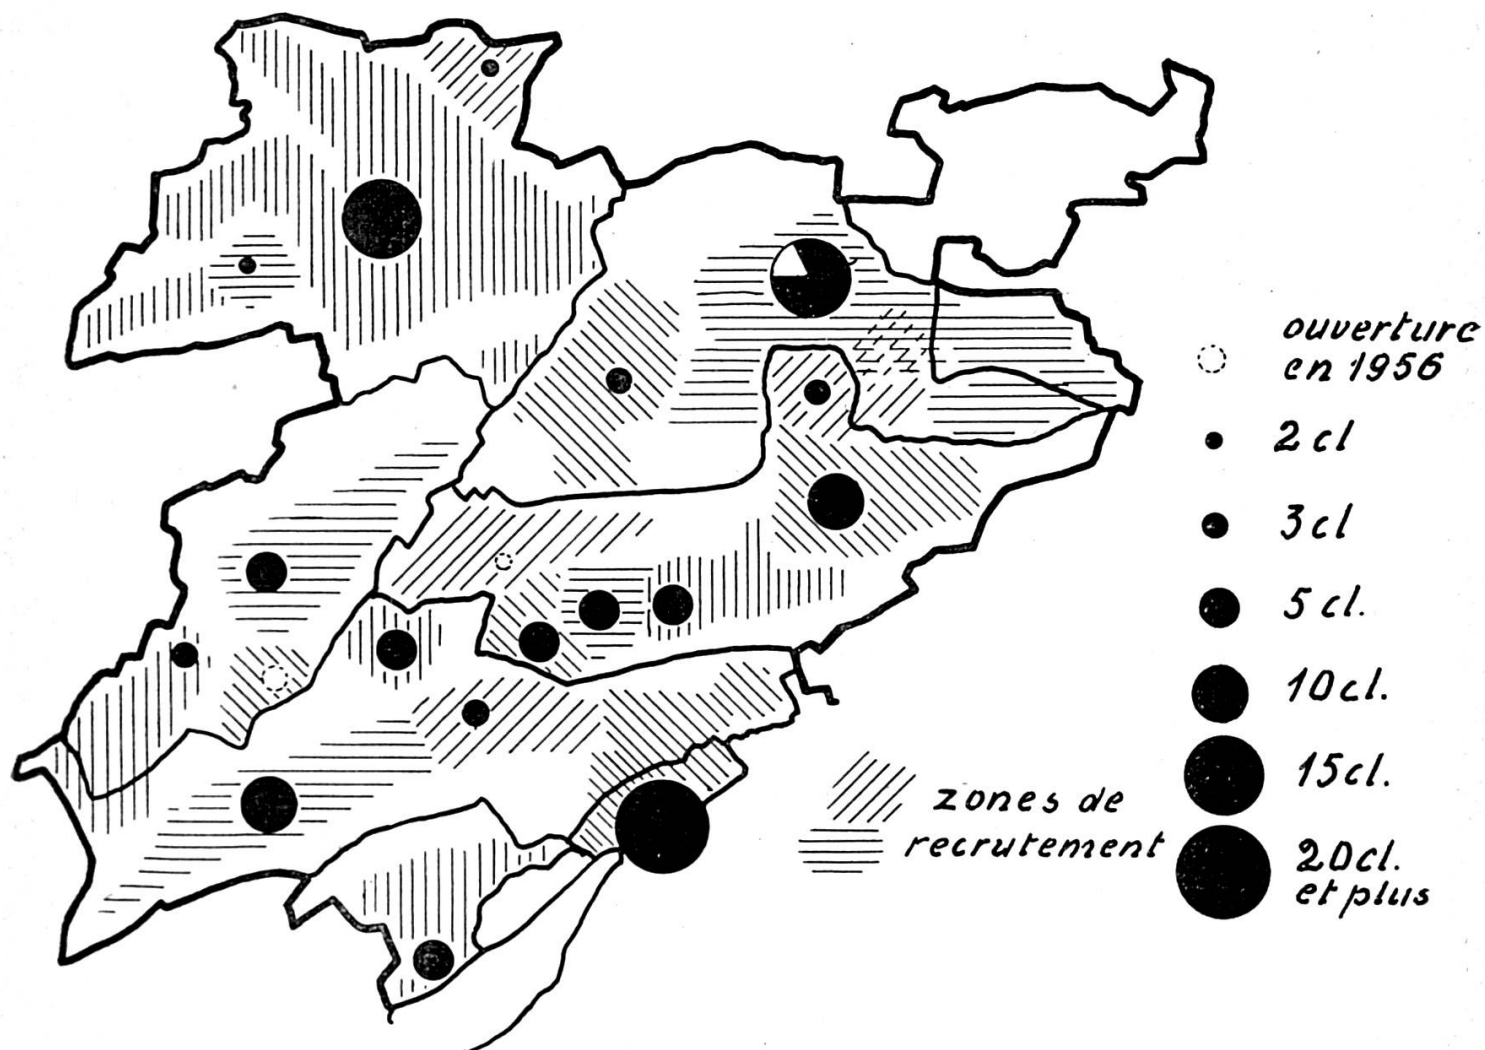 ouverture
en 1956
2 cl
3 cl
5 cl.
10 cl.
15 cl.
20 cl.
et plus
zones de
recrutement